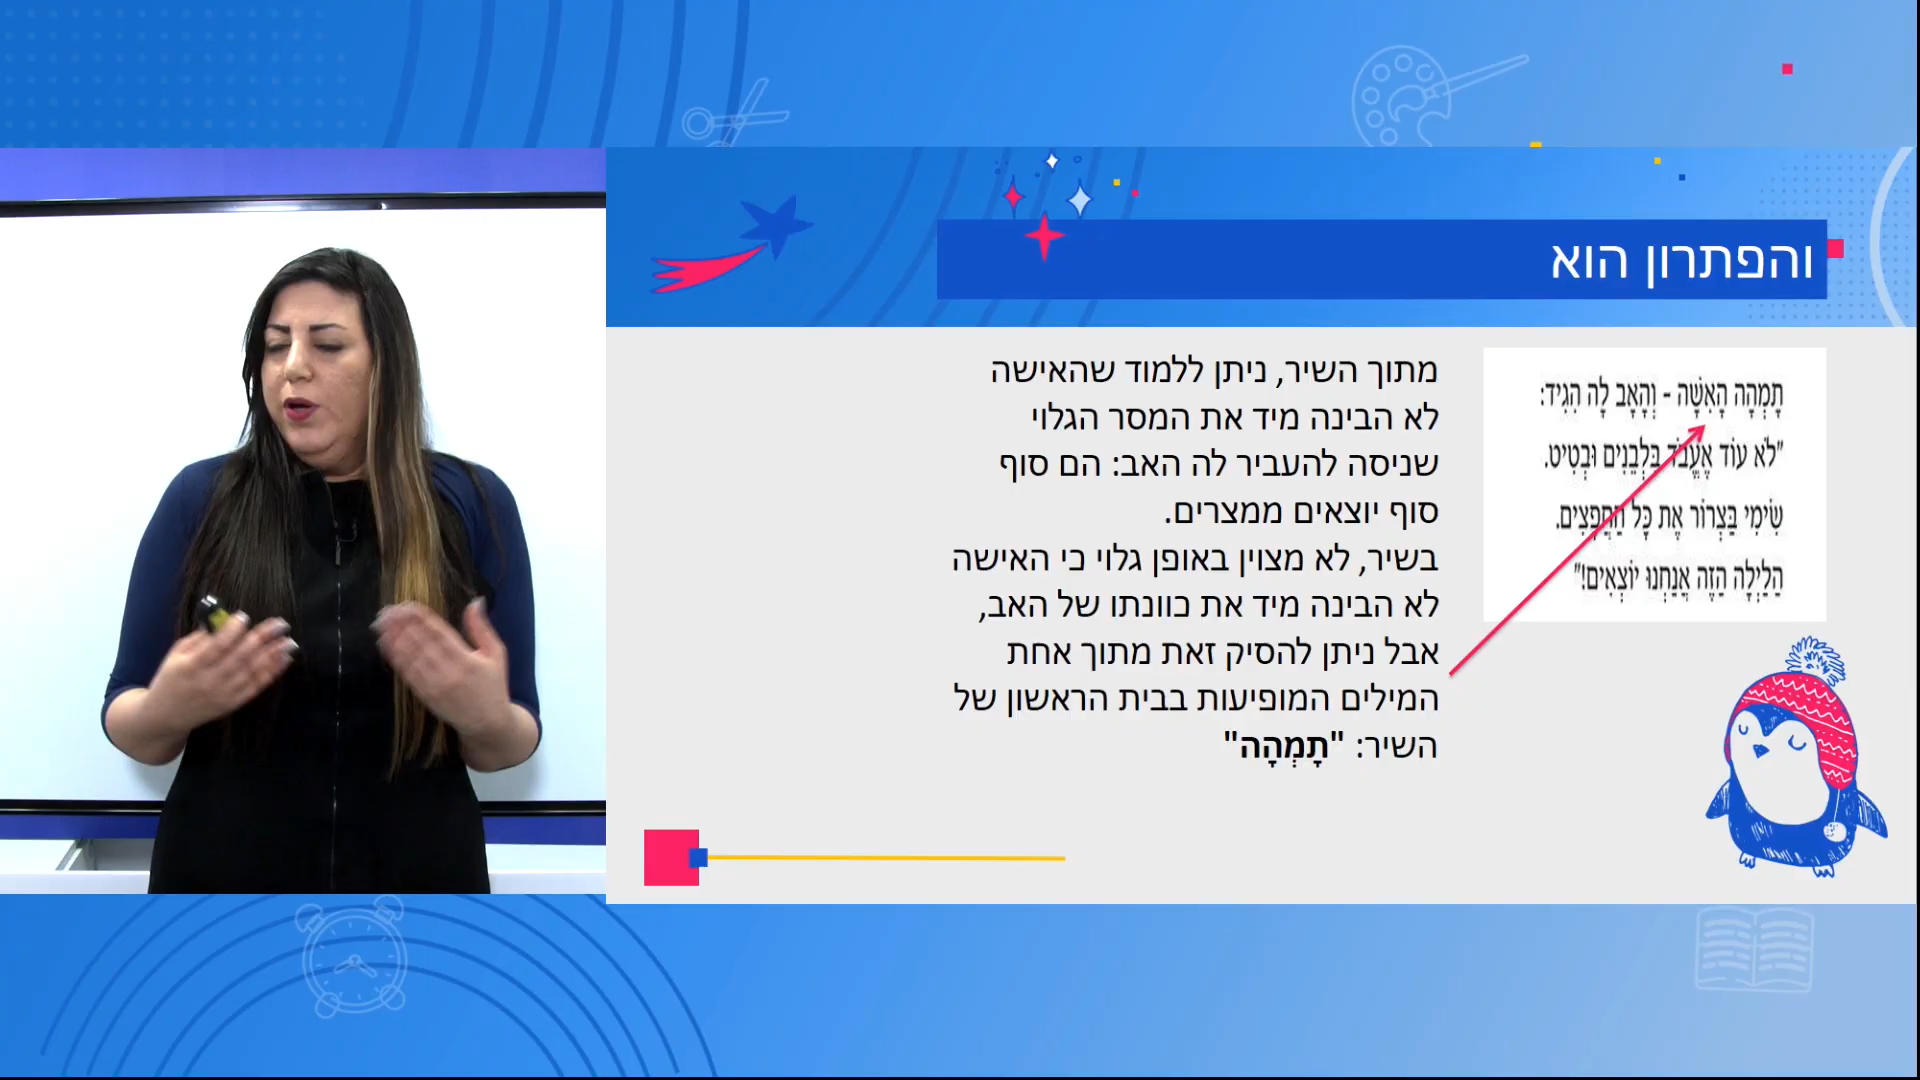 והפתרון הוא
תָּמְהָה הָאִשָּׁה - וְהָאָב לָהּ הִגִּיד:
"לֹא עוֹד אֶעֱבֹד בִּלְבֵנִים וּבְטִיט.
שִׂימִי בַּצְּרוֹר אֶת כָּל הַחֲפָצִים.
הַלַּיְלָה הַזֶּה אֲנַחְנוּ יוֹצְאִים!"
מתוך השיר, ניתן ללמוד שהאישה
לא הבינה מיד את המסר הגלוי
שניסה להעביר לה האב: הם סוף
סוף יוצאים ממצרים.
בשיר, לא מצוין באופן גלוי כי האישה
לא הבינה מיד את כוונתו של האב,
אבל ניתן להסיק זאת מתוך אחת
המילים המופיעות בבית הראשון של
השיר: "תָּמְהָה"